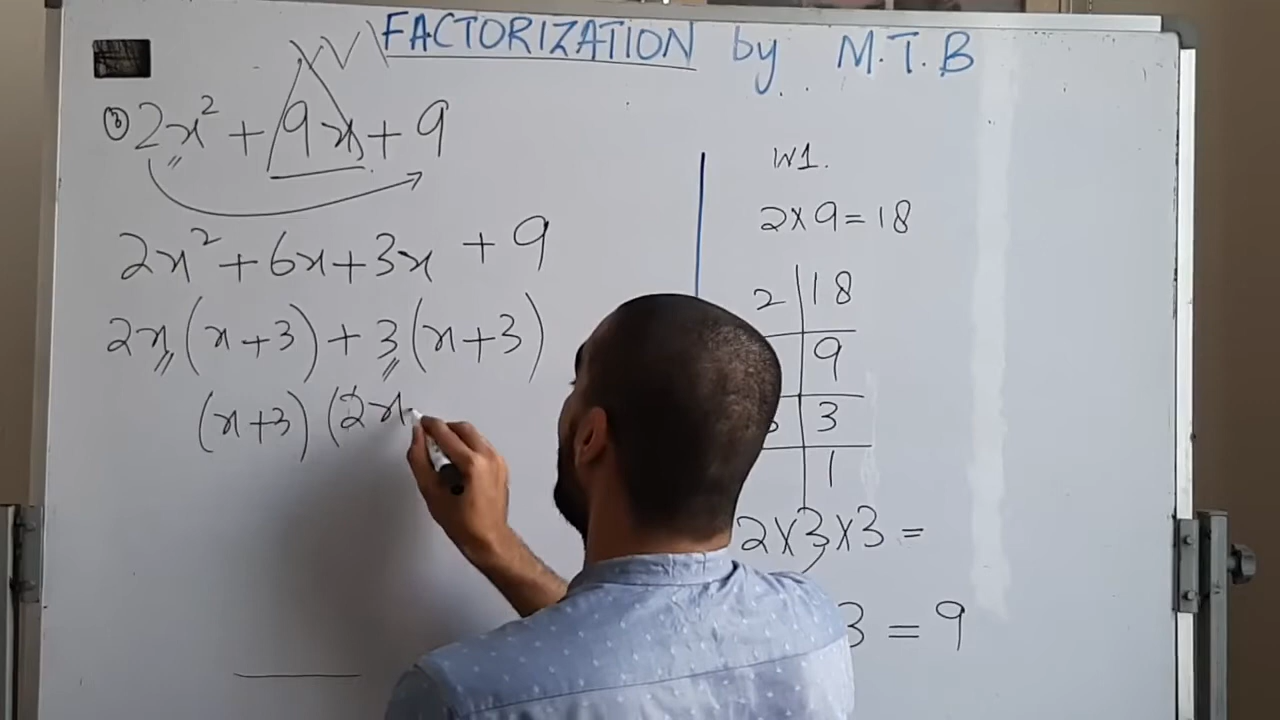 FACTORIZATION by M.T.B
③ 2x² + 9x + 9
2x² + 6x + 3x + 9
2x(x+3) + 3(x+3)
(x+3)(2x
W1.
2×9=18
2 | 18
9
3
1
2×3×3 =
3 = 9